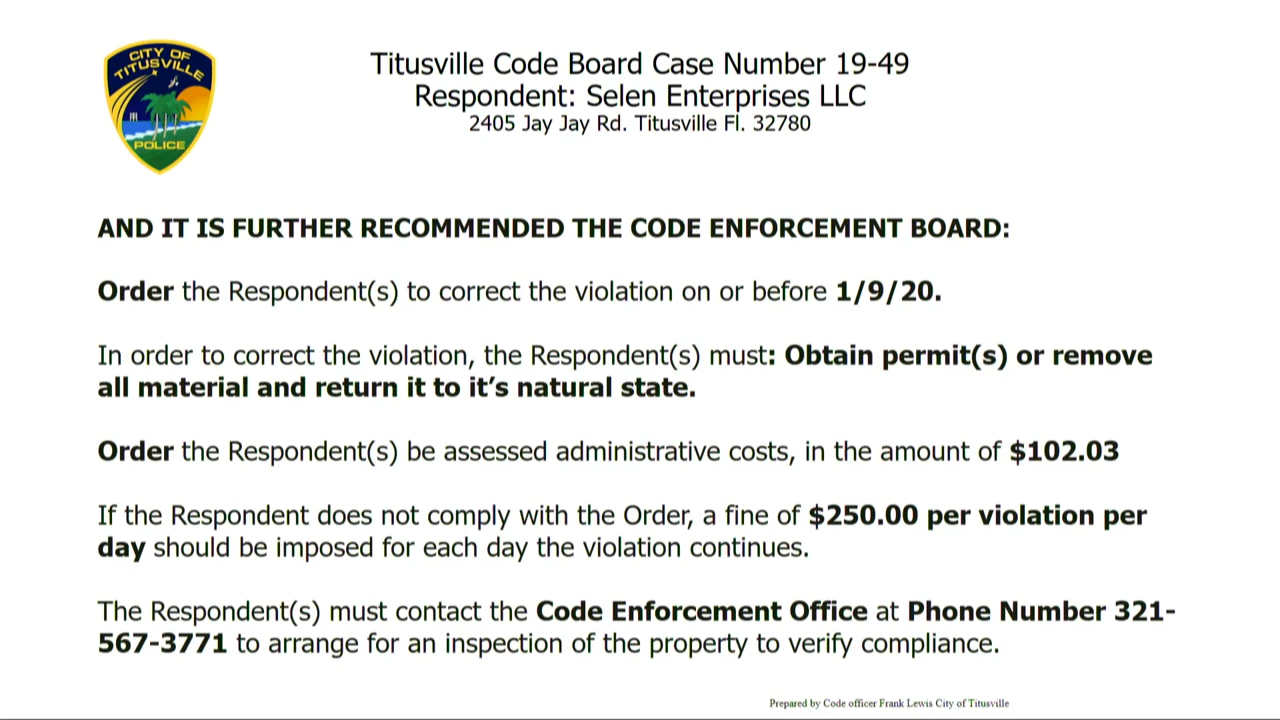 CITY OF
TITUSVILLE
POLICE
Titusville Code Board Case Number 19-49
Respondent: Selen Enterprises LLC
2405 Jay Jay Rd. Titusville Fl. 32780
AND IT IS FURTHER RECOMMENDED THE CODE ENFORCEMENT BOARD:
Order the Respondent(s) to correct the violation on or before 1/9/20.
In order to correct the violation, the Respondent(s) must: Obtain permit(s) or remove
all material and return it to it’s natural state.
Order the Respondent(s) be assessed administrative costs, in the amount of $102.03
If the Respondent does not comply with the Order, a fine of $250.00 per violation per
day should be imposed for each day the violation continues.
The Respondent(s) must contact the Code Enforcement Office at Phone Number 321-
567-3771 to arrange for an inspection of the property to verify compliance.
Prepared by Code officer Frank Lewis City of Titusville